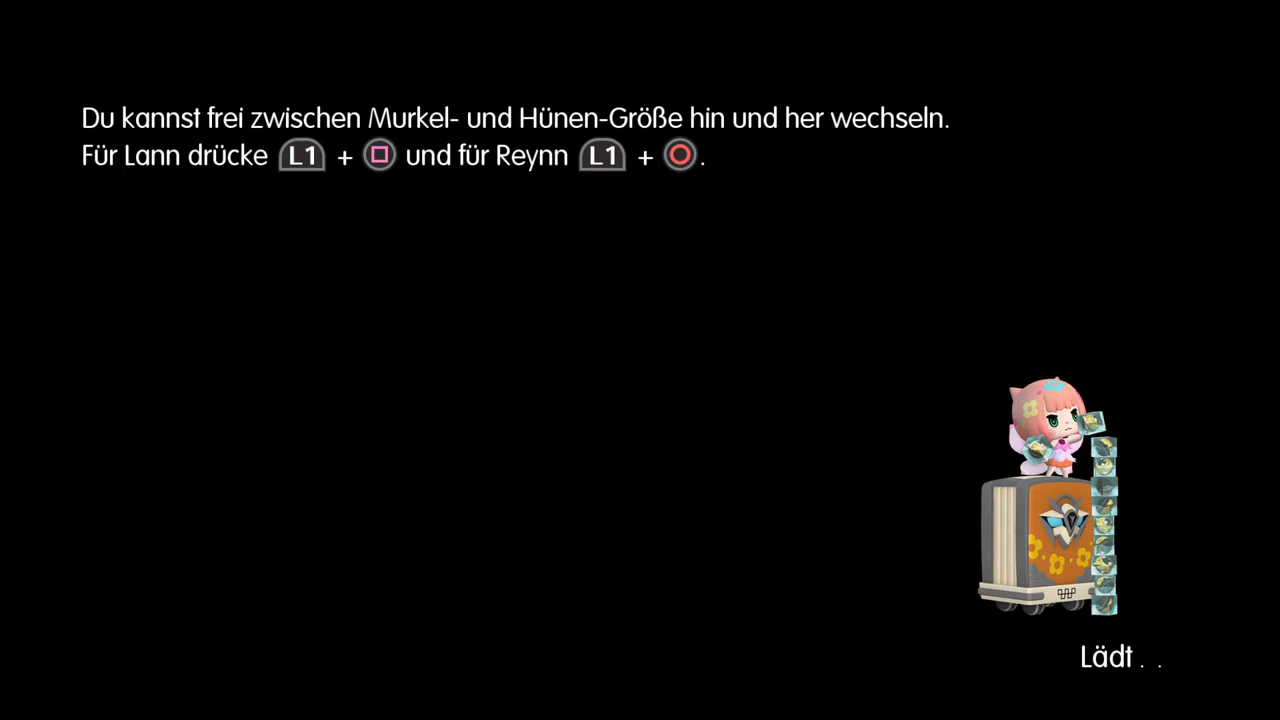 Du kannst frei zwischen Murkel- und Hünen-Größe hin und her wechseln.
Für Lann drücke L1 + □ und für Reynn L1 + ○.
Lädt . .